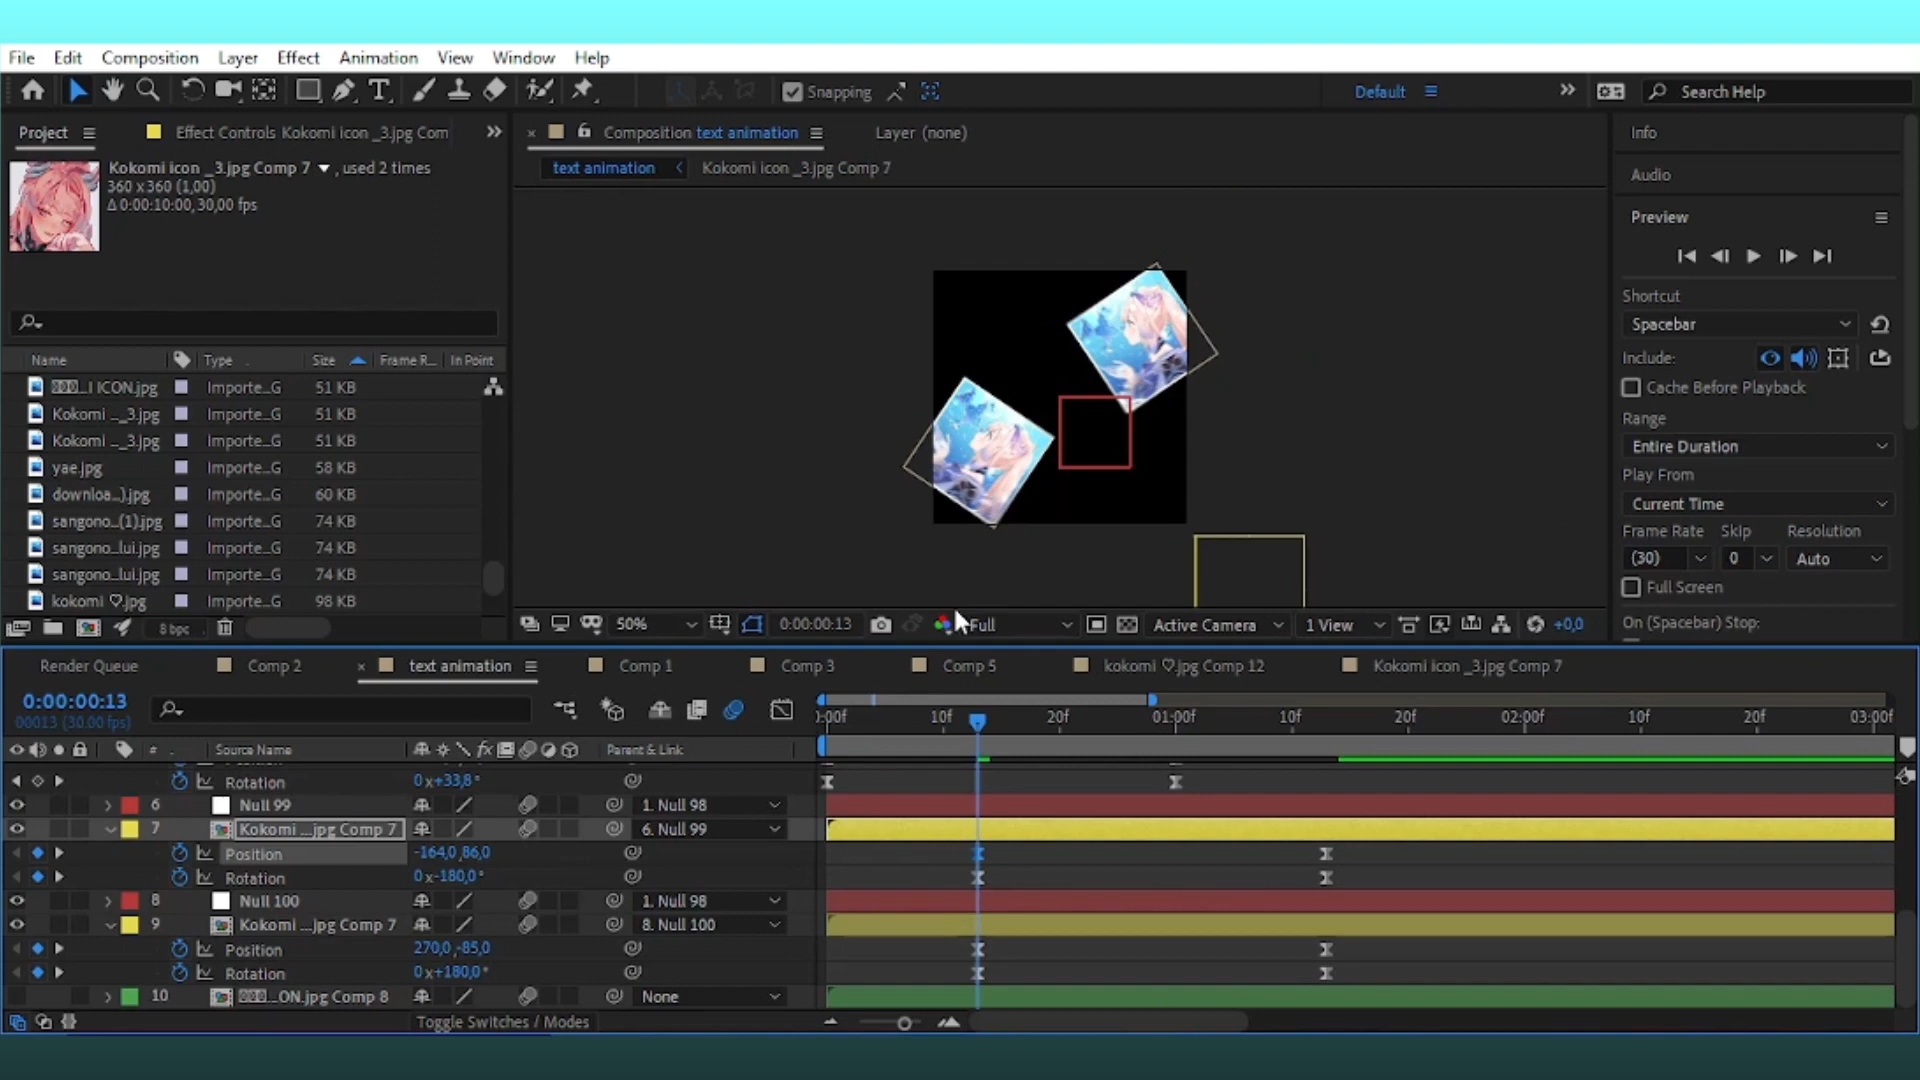 File Edit Composition Layer Effect Animation View Window Help
Snapping
Default
Search Help
Project
Effect Controls Kokomi icon _3.jpg Com
Composition text animation
Layer (none)
text animation
Kokomi icon _3.jpg Comp 7
Kokomi icon _3.jpg Comp 7 , used 2 times
360 x 360 (1,00)
Δ 0:00:10:00, 30,00 fps
Name Type Size Frame R... In Point
...I ICON.jpg Importe...G 51 KB
Kokomi ..._3.jpg Importe...G 51 KB
Kokomi ..._3.jpg Importe...G 51 KB
yae.jpg Importe...G 58 KB
downloa...).jpg Importe...G 60 KB
sangono...(1).jpg Importe...G 74 KB
sangono...lui.jpg Importe...G 74 KB
sangono...lui.jpg Importe...G 74 KB
kokomi ♡.jpg Importe...G 98 KB
8 bpc
50% 0:00:00:13 Full Active Camera 1 View +0,0
Info
Audio
Preview
Shortcut
Spacebar
Include:
Cache Before Playback
Range
Entire Duration
Play From
Current Time
Frame Rate Skip Resolution
(30) 0 Auto
Full Screen
On (Spacebar) Stop:
Render Queue Comp 2 text animation Comp 1 Comp 3 Comp 5 kokomi ♡.jpg Comp 12 Kokomi icon _3.jpg Comp 7
0:00:00:13
00013 (30.00 fps)
:00f 10f 20f 01:00f 10f 20f 02:00f 10f 20f 03:00f
# Source Name Parent & Link
Rotation 0x+33,8°
6 Null 99 1. Null 98
7 Kokomi ...jpg Comp 7 6. Null 99
Position -164,0,86,0
Rotation 0x-180,0°
8 Null 100 1. Null 98
9 Kokomi ...jpg Comp 7 8. Null 100
Position 270,0,-85,0
Rotation 0x+180,0°
10 ...ON.jpg Comp 8 None
Toggle Switches / Modes